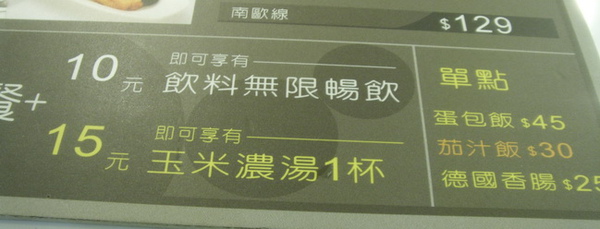 南歐線 $129
餐+
10元 即可享有
飲料無限暢飲
15元 即可享有
玉米濃湯1杯
單點
蛋包飯 $45
茄汁飯 $30
德國香腸 $25